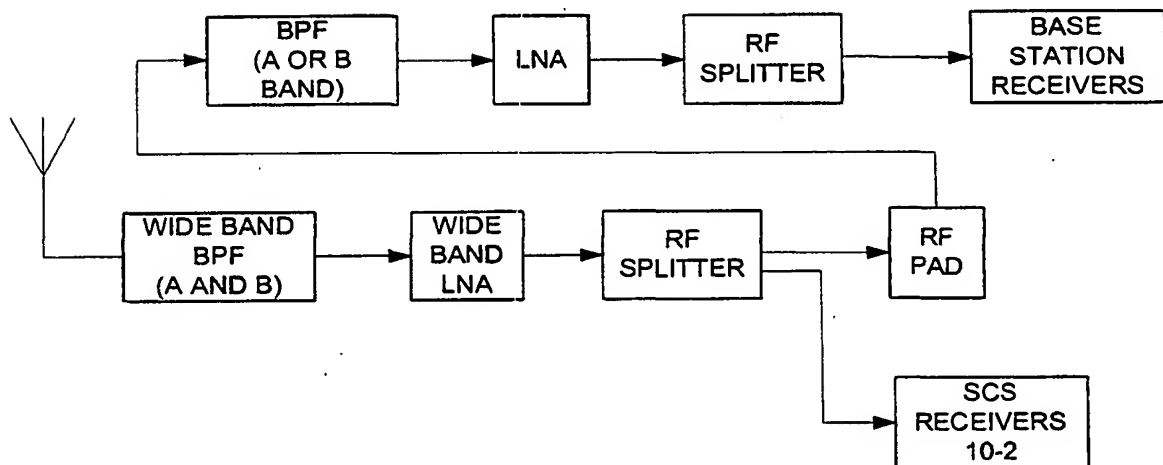 BPF
(A OR B
BAND)
LNA
RF
SPLITTER
BASE
STATION
RECEIVERS
WIDE BAND
BPF
(A AND B)
WIDE
BAND
LNA
RF
SPLITTER
RF
PAD
SCS
RECEIVERS
10-2